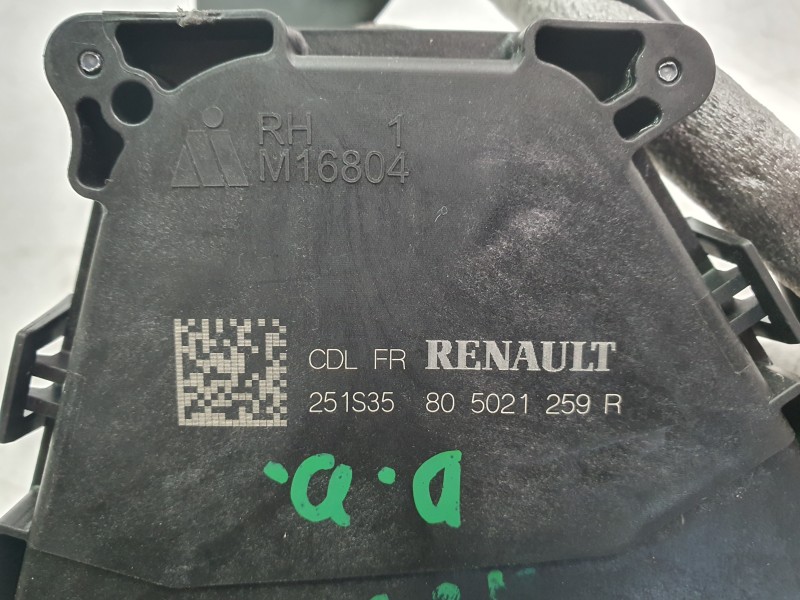 RH 1
M16804
CDL FR RENAULT
251S35 80 5021 259 R